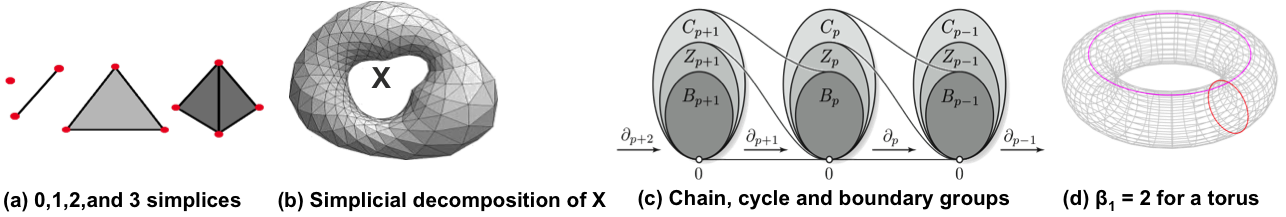 X
C_{p+1} C_p C_{p-1}
Z_{p+1} Z_p Z_{p-1}
B_{p+1} B_p B_{p-1}
∂_{p+2} ∂_{p+1} ∂_p ∂_{p-1}
0 0 0
(a) 0,1,2,and 3 simplices
(b) Simplicial decomposition of X
(c) Chain, cycle and boundary groups
(d) β₁ = 2 for a torus